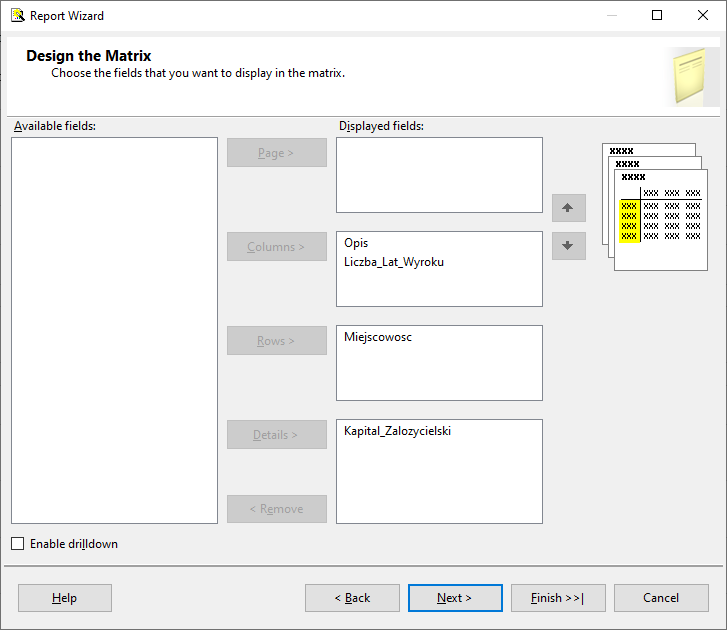 Report Wizard
Design the Matrix
Choose the fields that you want to display in the matrix.
Available fields:
Displayed fields:
Page >
Columns >
Opis
Liczba_Lat_Wyroku
Rows >
Miejscowosc
Details >
Kapital_Zalozycielski
< Remove
xxxx
xxxx
xxxx
xxx xxx xxx
xxx xxx xxx xxx
xxx xxx xxx xxx
xxx xxx xxx xxx
xxx xxx xxx xxx
Enable drilldown
Help
< Back
Next >
Finish >>|
Cancel